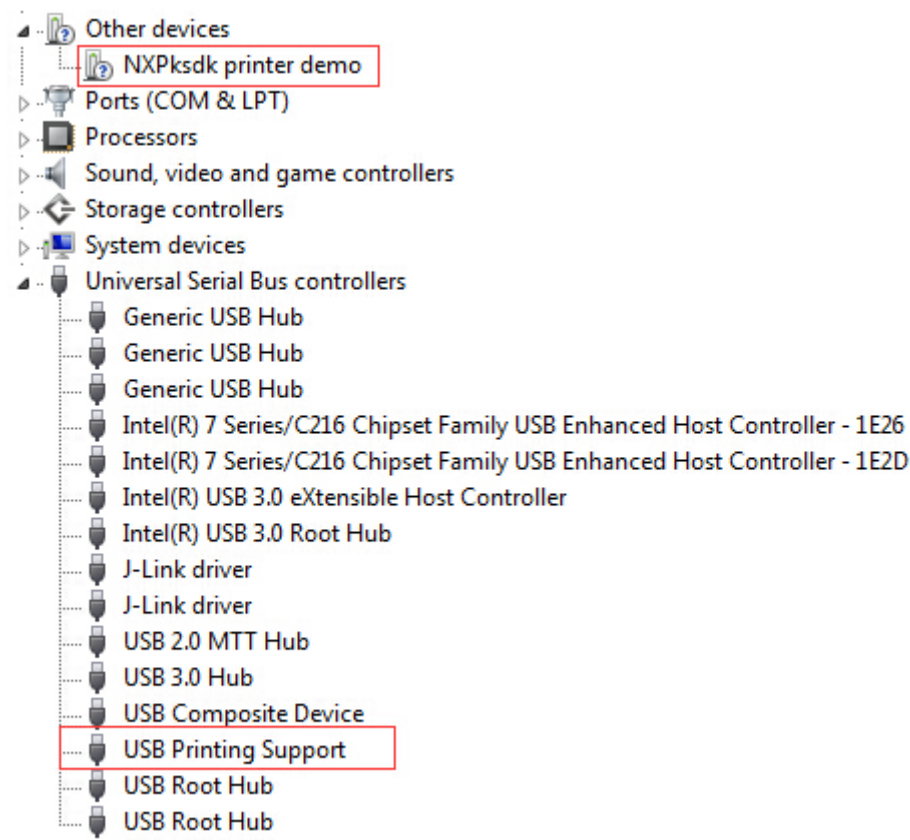 Other devices
NXPksdk printer demo
Ports (COM & LPT)
Processors
Sound, video and game controllers
Storage controllers
System devices
Universal Serial Bus controllers
Generic USB Hub
Generic USB Hub
Generic USB Hub
Intel(R) 7 Series/C216 Chipset Family USB Enhanced Host Controller - 1E26
Intel(R) 7 Series/C216 Chipset Family USB Enhanced Host Controller - 1E2D
Intel(R) USB 3.0 eXtensible Host Controller
Intel(R) USB 3.0 Root Hub
J-Link driver
J-Link driver
USB 2.0 MTT Hub
USB 3.0 Hub
USB Composite Device
USB Printing Support
USB Root Hub
USB Root Hub